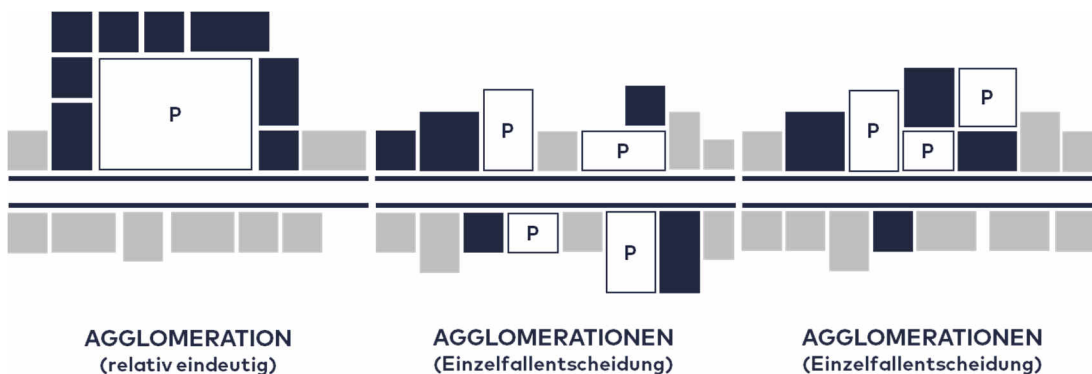 P
P
P
P
P
P
P
P
AGGLOMERATION
(relativ eindeutig)
AGGLOMERATIONEN
(Einzelfallentscheidung)
AGGLOMERATIONEN
(Einzelfallentscheidung)